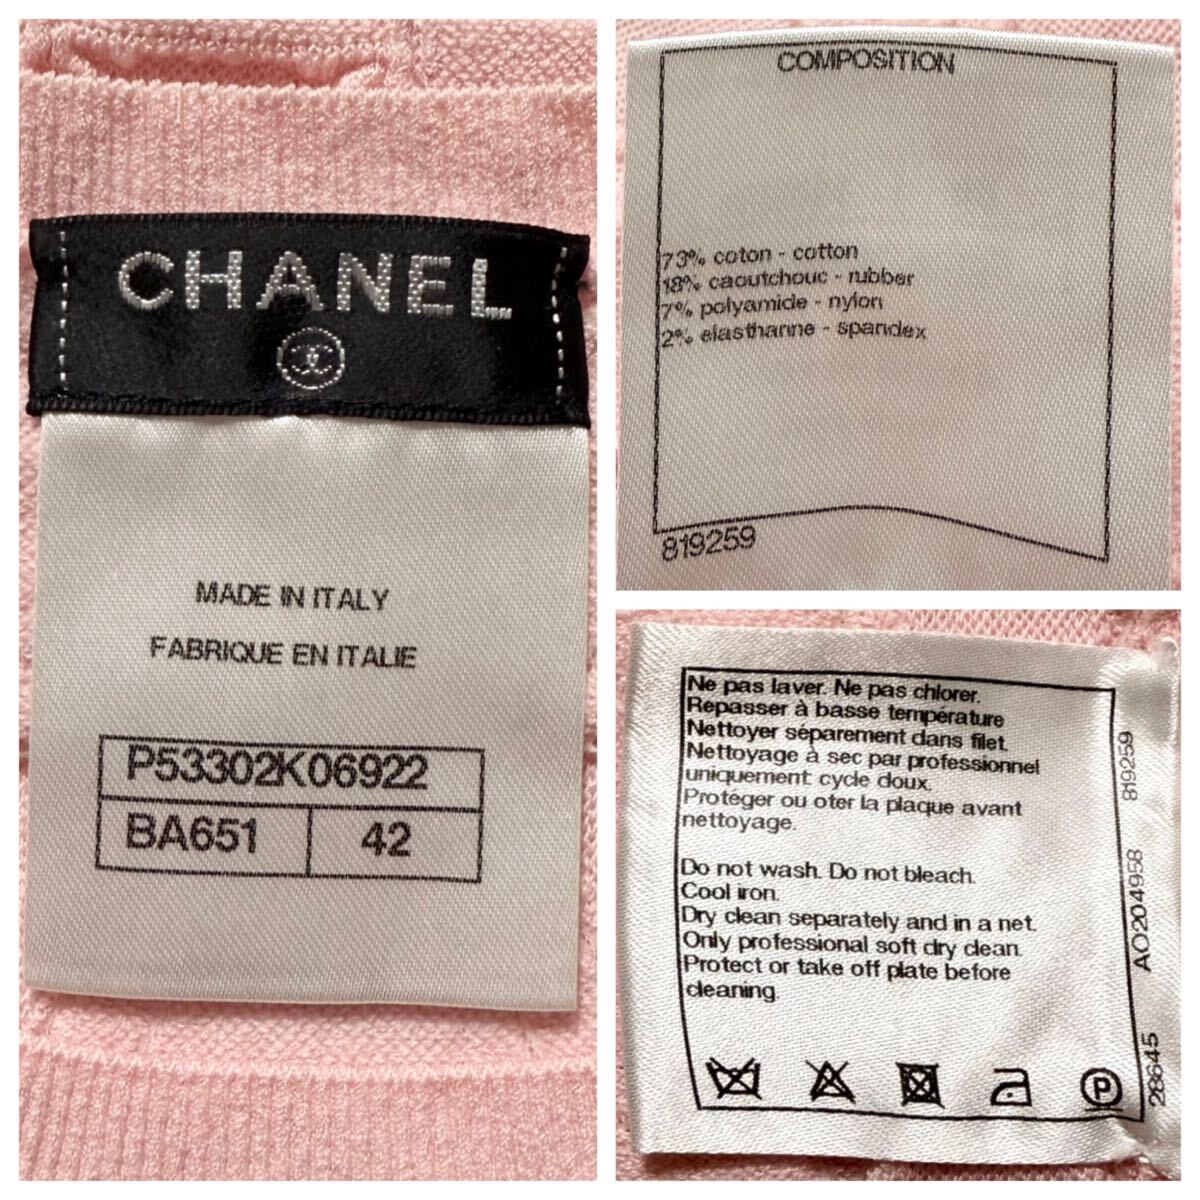 CHANEL
MADE IN ITALY
FABRIQUE EN ITALIE
P53302K06922
BA651 42
COMPOSITION
73% coton - cotton
18% caoutchouc - rubber
7% polyamide - nylon
2% elasthanne - spandex
819259
Ne pas laver. Ne pas chlorer.
Repasser à basse température
Nettoyer séparement dans filet.
Nettoyage à sec par professionnel
uniquement: cycle doux.
Protéger ou oter la plaque avant
nettoyage.
Do not wash. Do not bleach.
Cool iron.
Dry clean separately and in a net.
Only professional soft dry clean.
Protect or take off plate before
cleaning.
P
28645 AO204958 819259